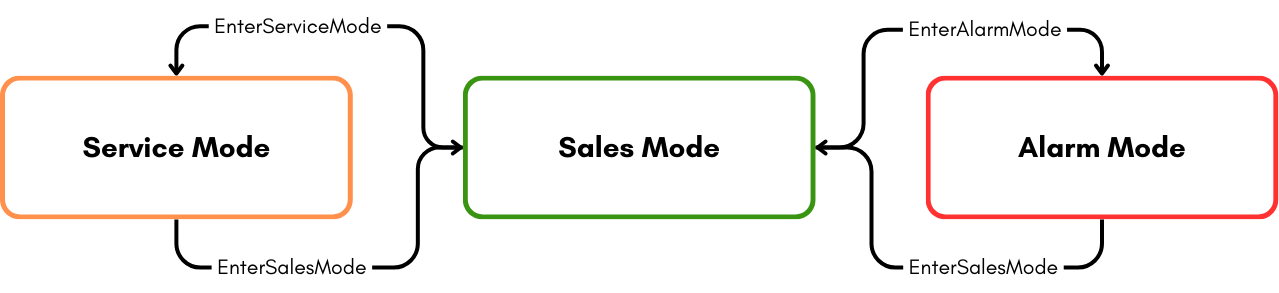 EnterServiceMode
EnterAlarmMode
Service Mode
Sales Mode
Alarm Mode
EnterSalesMode
EnterSalesMode